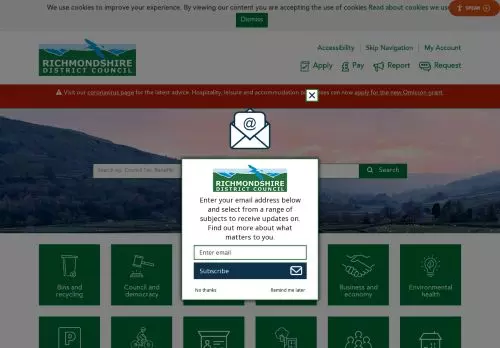 We use cookies to improve your experience. By viewing our content you are accepting the use of cookies Read about cookies we use
Dismiss
SPEAK
RICHMONDSHIRE
DISTRICT COUNCIL
Accessibility Skip Navigation My Account
Apply Pay Report Request
Visit our coronavirus page for the latest advice. Hospitality, leisure and accommodation can now apply for the new Omicron grant.
Search eg. Council Tax, Benefits
Search
RICHMONDSHIRE
DISTRICT COUNCIL
Enter your email address below
and select from a range of
subjects to receive updates on.
Find out more about what
matters to you.
Enter email
Subscribe
No thanks Remind me later
Bins and
recycling
Council and
democracy
Business and
economy
Environmental
health